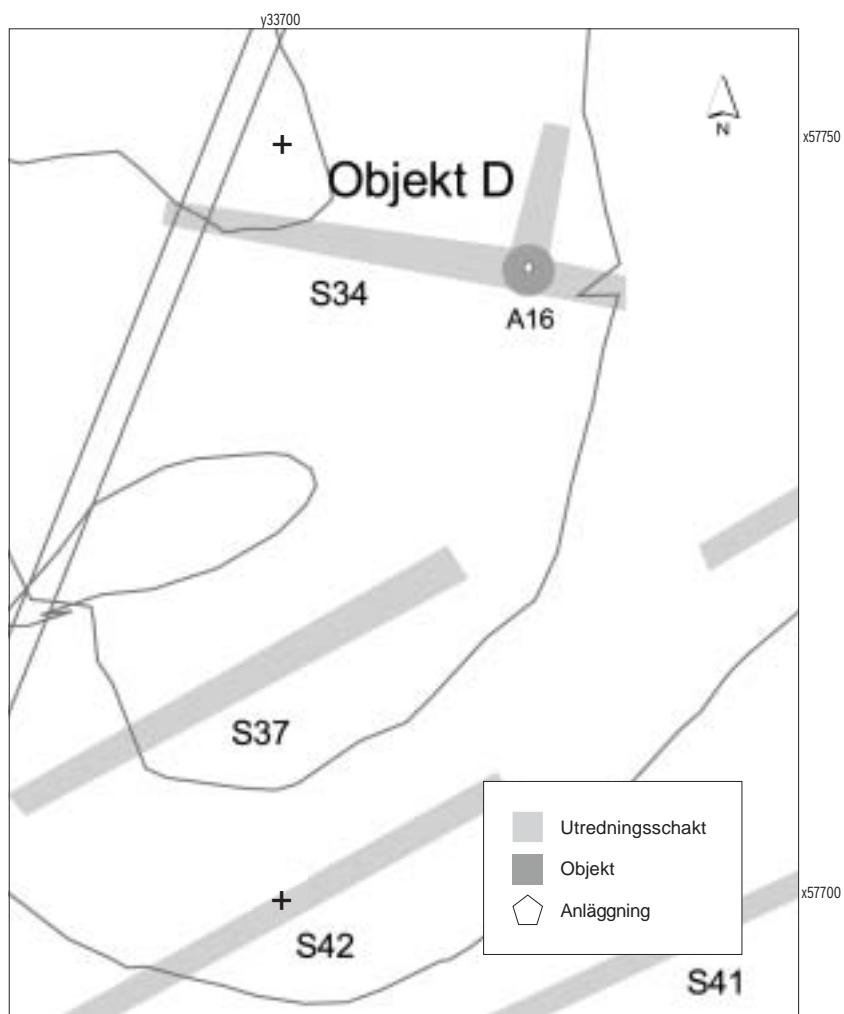 y33700
x57750
N
Objekt D
S34
A16
S37
Utredningsschakt
Objekt
Anläggning
x57700
S42
S41